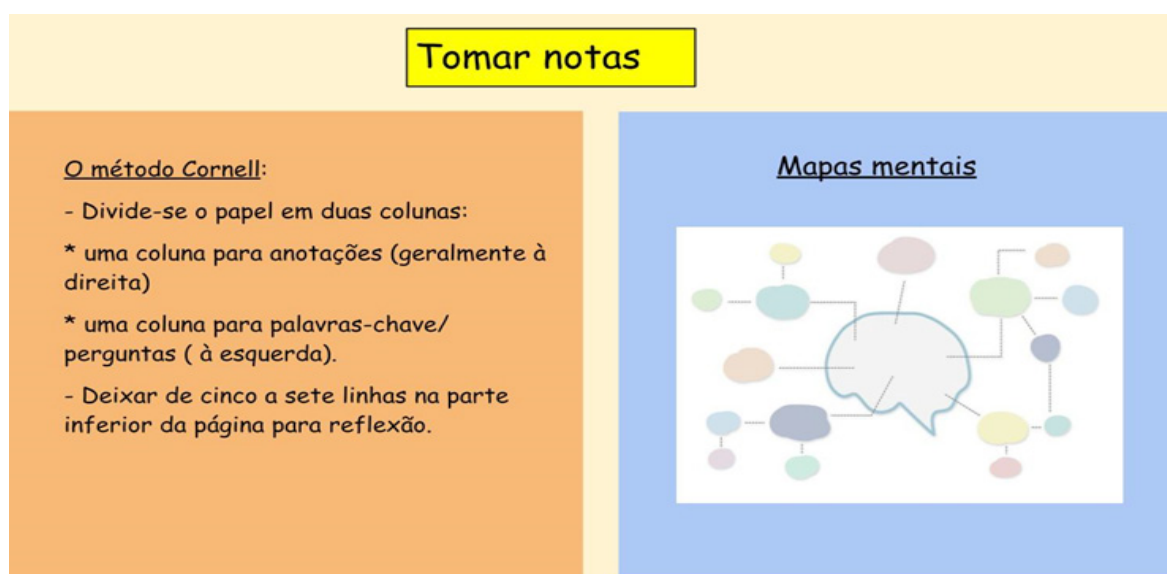 Tomar notas
O método Cornell:
- Divide-se o papel em duas colunas:
* uma coluna para anotações (geralmente à
direita)
* uma coluna para palavras-chave/
perguntas ( à esquerda).
- Deixar de cinco a sete linhas na parte
inferior da página para reflexão.
Mapas mentais